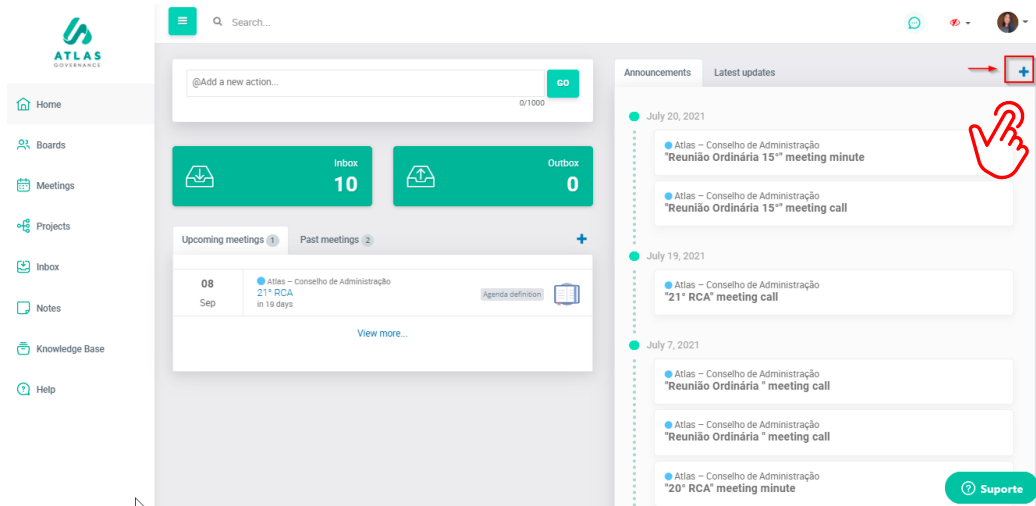 ATLAS
GOVERNANCE
Home
Boards
Meetings
Projects
Inbox
Notes
Knowledge Base
Help
Search...
@Add a new action...
GO
0/1000
Inbox
10
Outbox
0
Upcoming meetings 1
Past meetings 2
08
Sep
Atlas – Conselho de Administração
21° RCA
in 19 days
Agenda definition
View more...
Announcements
Latest updates
July 20, 2021
Atlas – Conselho de Administração
"Reunião Ordinária 15°" meeting minute
Atlas – Conselho de Administração
"Reunião Ordinária 15°" meeting call
July 19, 2021
Atlas – Conselho de Administração
"21° RCA" meeting call
July 7, 2021
Atlas – Conselho de Administração
"Reunião Ordinária " meeting call
Atlas – Conselho de Administração
"Reunião Ordinária " meeting call
Atlas – Conselho de Administração
"20° RCA" meeting minute
Suporte